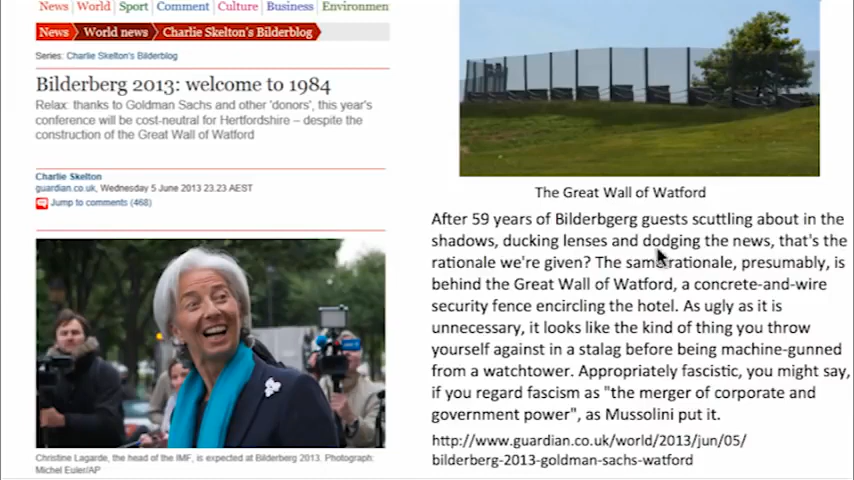 News World Sport Comment Culture Business Environmen
News World news Charlie Skelton's Bilderblog
Series: Charlie Skelton's Bilderblog
Bilderberg 2013: welcome to 1984
Relax: thanks to Goldman Sachs and other 'donors', this year's
conference will be cost-neutral for Hertfordshire – despite the
construction of the Great Wall of Watford
Charlie Skelton
guardian.co.uk, Wednesday 5 June 2013 23.23 AEST
Jump to comments (468)
Christine Lagarde, the head of the IMF, is expected at Bilderberg 2013. Photograph:
Michel Euler/AP
The Great Wall of Watford
After 59 years of Bilderbgerg guests scuttling about in the
shadows, ducking lenses and dodging the news, that's the
rationale we're given? The same rationale, presumably, is
behind the Great Wall of Watford, a concrete-and-wire
security fence encircling the hotel. As ugly as it is
unnecessary, it looks like the kind of thing you throw
yourself against in a stalag before being machine-gunned
from a watchtower. Appropriately fascistic, you might say,
if you regard fascism as "the merger of corporate and
government power", as Mussolini put it.
http://www.guardian.co.uk/world/2013/jun/05/
bilderberg-2013-goldman-sachs-watford